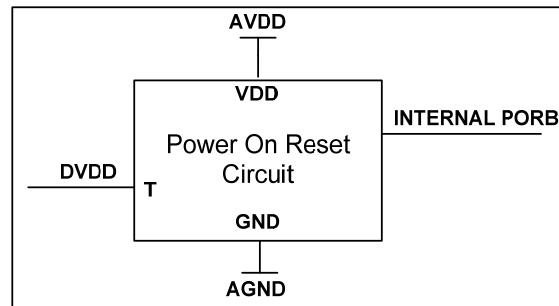 AVDD
VDD
INTERNAL PORB
Power On Reset
Circuit
DVDD
T
GND
AGND